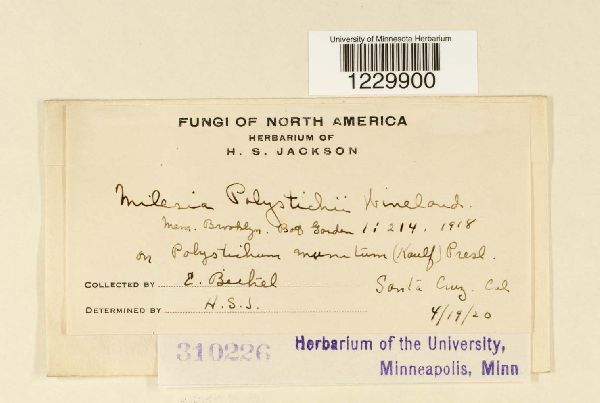 University of Minnesota Herbarium
1229900
FUNGI OF NORTH AMERICA
HERBARIUM OF
H. S. JACKSON
Milesia Polystichii Wineland.
Mem. Brooklyn. Bot Garden 1: 214. 1918
on Polystichum munitum (Kaulf) Presl.
COLLECTED BY E. Bethel Santa Cruz. Cal
DETERMINED BY H.S.J. 4/19/20
310226 Herbarium of the University,
Minneapolis, Minn